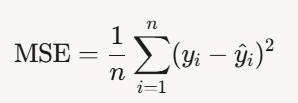 MSE = \frac{1}{n} \sum_{i=1}^{n} (y_i - \hat{y}_i)^2